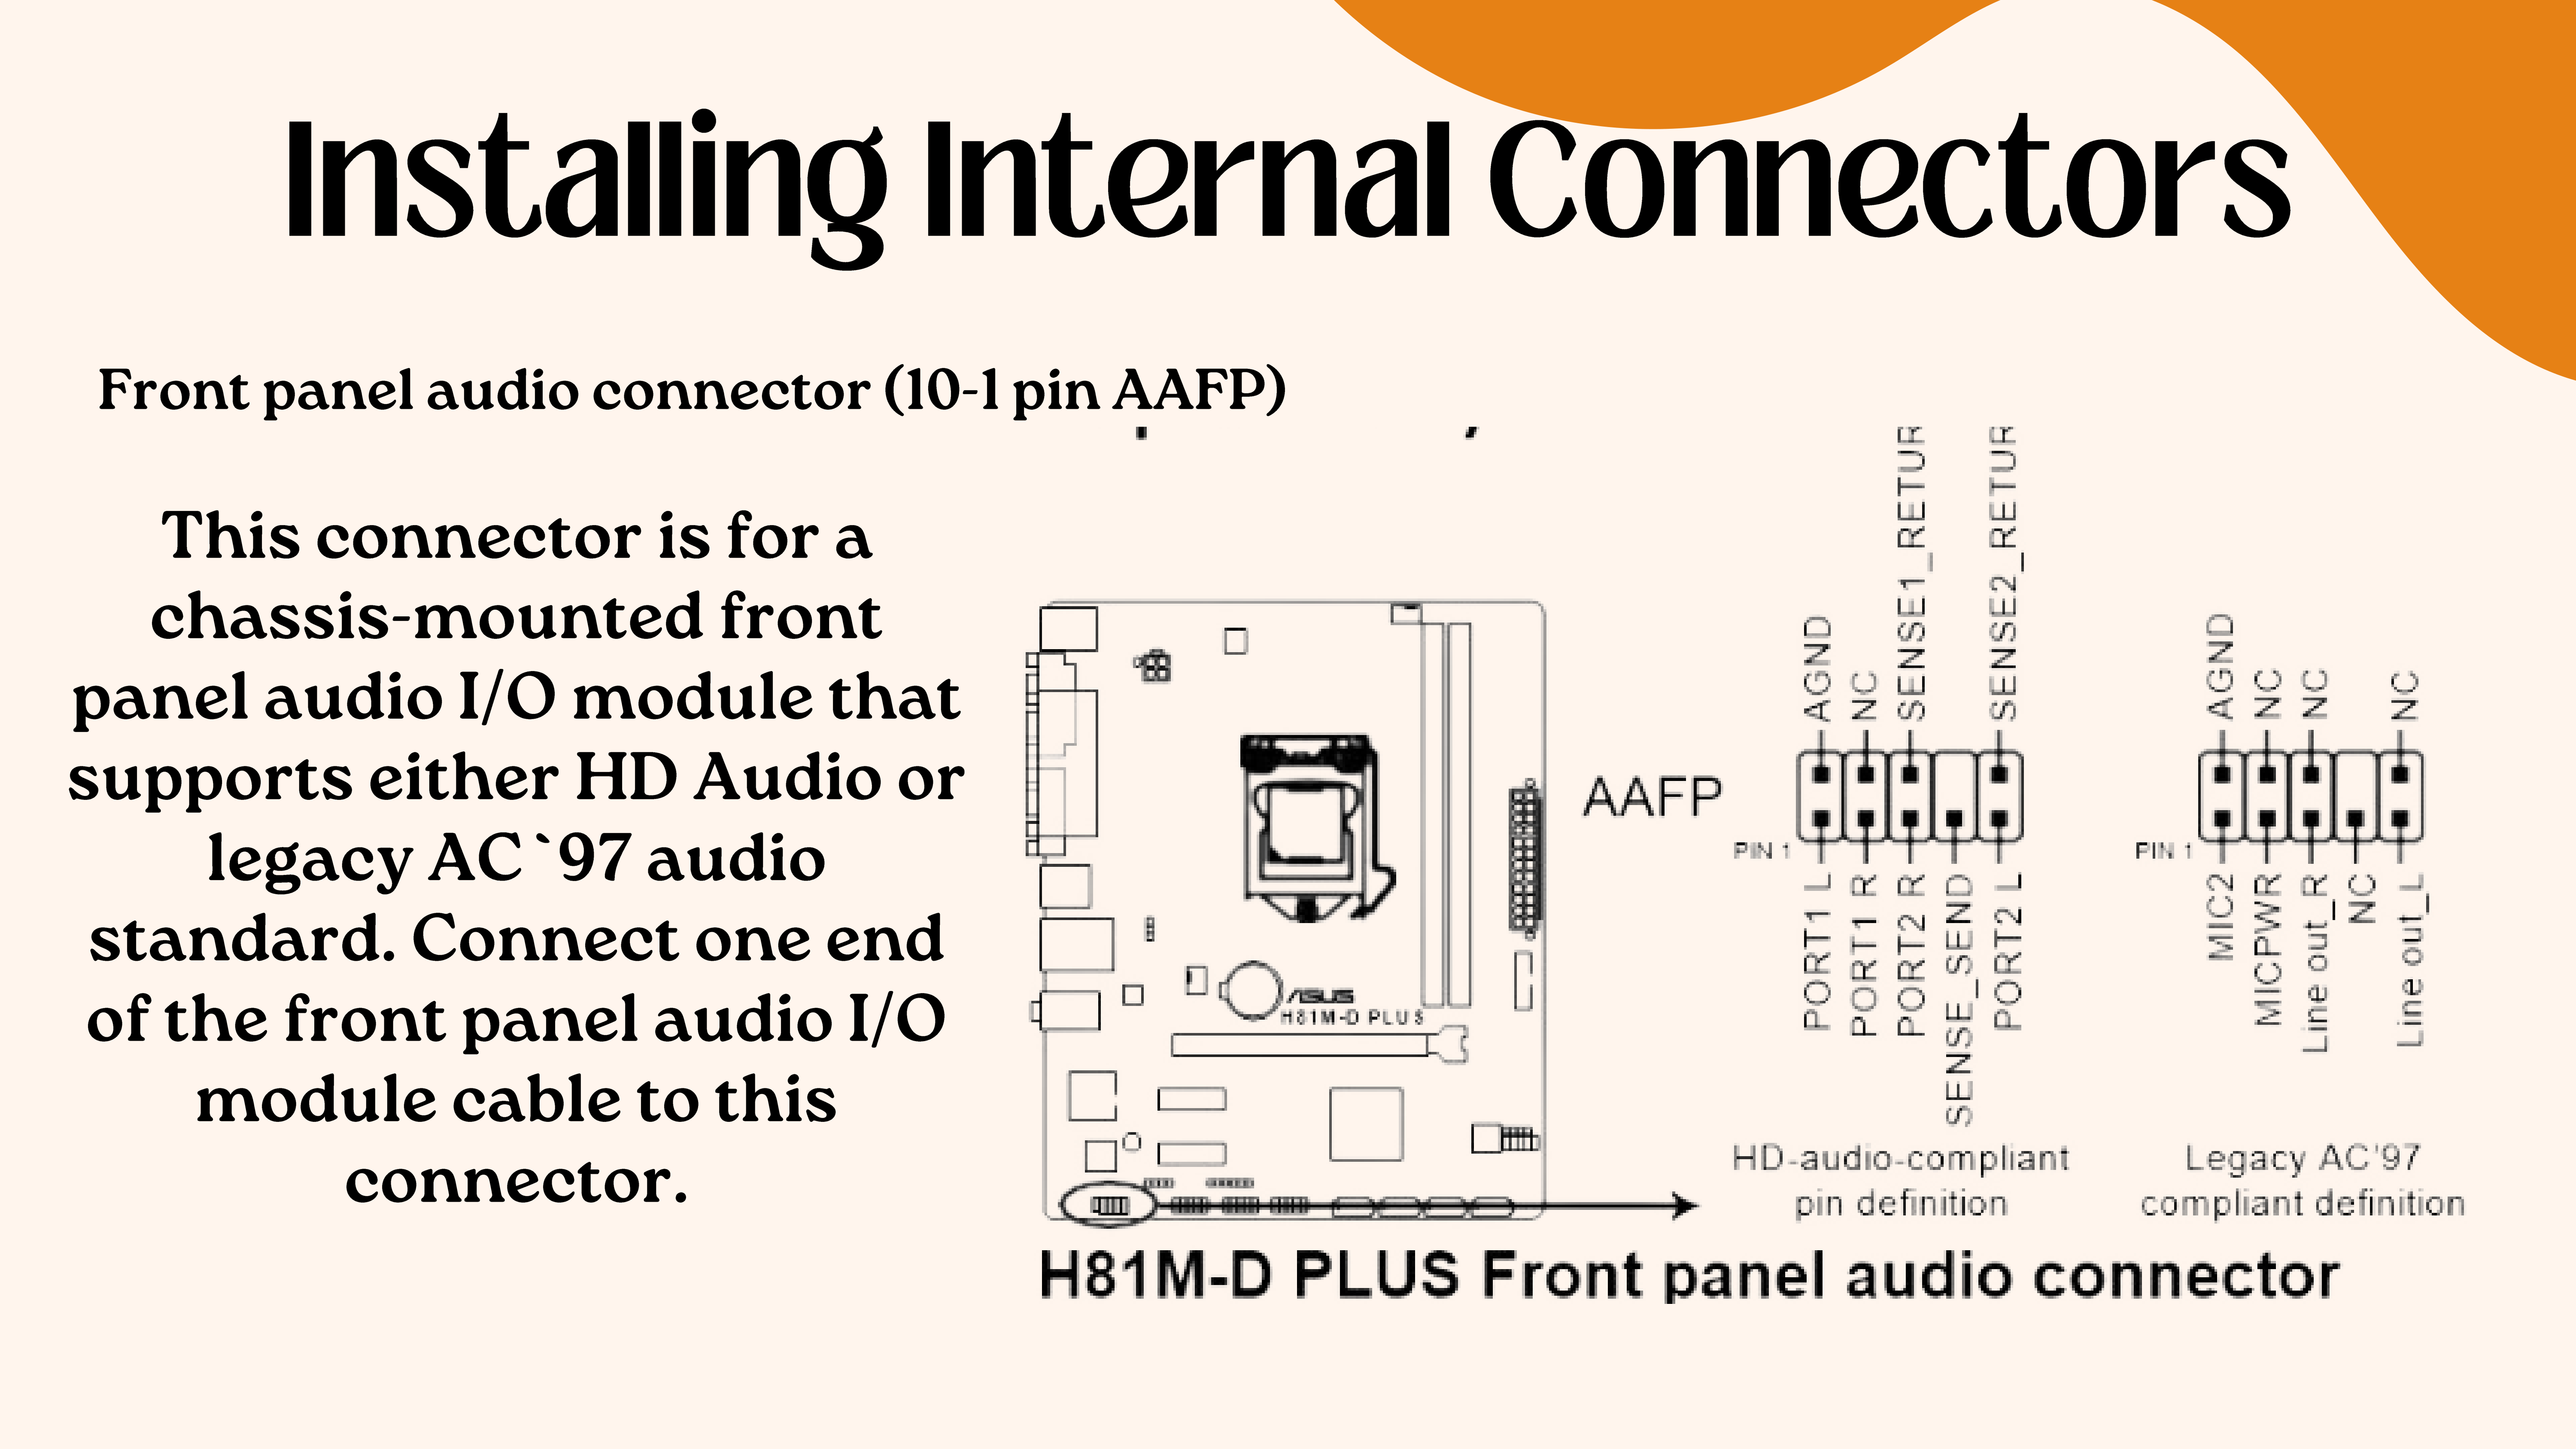 Installing Internal Connectors
Front panel audio connector (10-1 pin AAFP)
This connector is for a
chassis-mounted front
panel audio I/O module that
supports either HD Audio or
legacy AC`97 audio
standard. Connect one end
of the front panel audio I/O
module cable to this
connector.
/ISUS
H81M-D PLUS
AAFP
AGND
NC
SENSE1_RETUR
SENSE2_RETUR
PIN 1
PORT1 L
PORT1 R
PORT2 R
SENSE_SEND
PORT2 L
HD-audio-compliant
pin definition
AGND
NC
NC
NC
PIN 1
MIC2
MICPWR
Line out_R
NC
Line out_L
Legacy AC'97
compliant definition
H81M-D PLUS Front panel audio connector